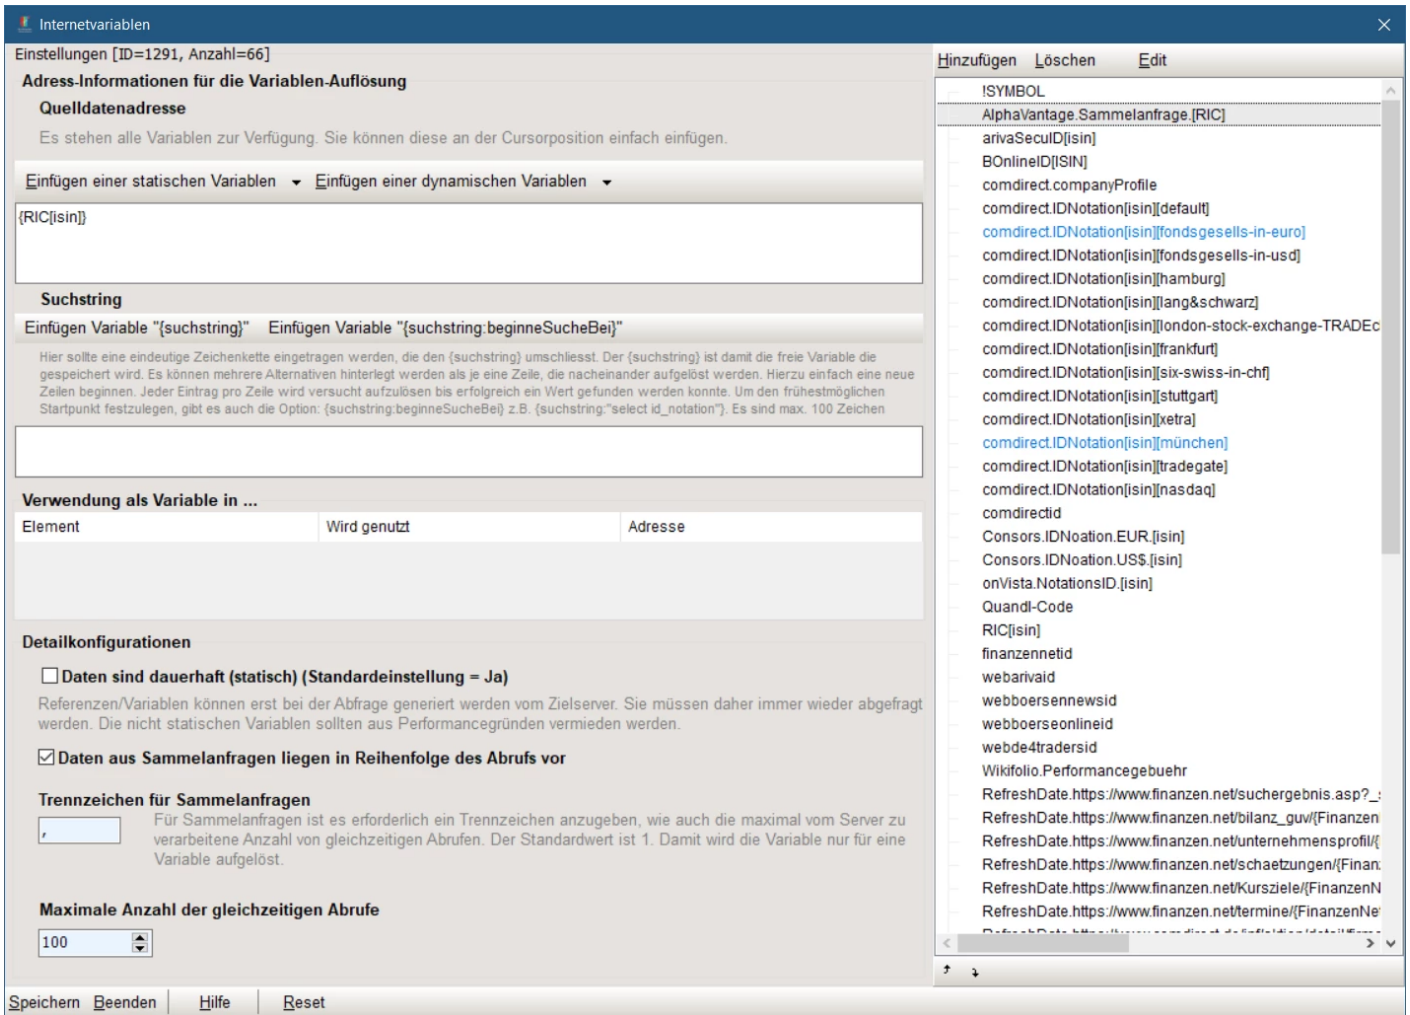 Internetvariablen
Einstellungen [ID=1291, Anzahl=66]
Adress-Informationen für die Variablen-Auflösung
Quelldatenadresse
Es stehen alle Variablen zur Verfügung. Sie können diese an der Cursorposition einfach einfügen.
Einfügen einer statischen Variablen Einfügen einer dynamischen Variablen
{RIC[isin]}
Suchstring
Einfügen Variable "{suchstring}" Einfügen Variable "{suchstring:beginneSucheBei}"
Hier sollte eine eindeutige Zeichenkette eingetragen werden, die den {suchstring} umschliesst. Der {suchstring} ist damit die freie Variable die
gespeichert wird. Es können mehrere Alternativen hinterlegt werden als je eine Zeile, die nacheinander aufgelöst werden. Hierzu einfach eine neue
Zeilen beginnen. Jeder Eintrag pro Zeile wird versucht aufzulösen bis erfolgreich ein Wert gefunden werden konnte. Um den frühestmöglichen
Startpunkt festzulegen, gibt es auch die Option: {suchstring:beginneSucheBei} z.B. {suchstring:"select id_notation"}. Es sind max. 100 Zeichen
Verwendung als Variable in ...
Element Wird genutzt Adresse
Detailkonfigurationen
Daten sind dauerhaft (statisch) (Standardeinstellung = Ja)
Referenzen/Variablen können erst bei der Abfrage generiert werden vom Zielserver. Sie müssen daher immer wieder abgefragt
werden. Die nicht statischen Variablen sollten aus Performancegründen vermieden werden.
Daten aus Sammelanfragen liegen in Reihenfolge des Abrufs vor
Trennzeichen für Sammelanfragen
,
Für Sammelanfragen ist es erforderlich ein Trennzeichen anzugeben, wie auch die maximal vom Server zu
verarbeitene Anzahl von gleichzeitigen Abrufen. Der Standardwert ist 1. Damit wird die Variable nur für eine
Variable aufgelöst.
Maximale Anzahl der gleichzeitigen Abrufe
100
Speichern Beenden Hilfe Reset
Hinzufügen Löschen Edit
!SYMBOL
AlphaVantage.Sammelanfrage.[RIC]
arivaSecuID[isin]
BOnlineID[ISIN]
comdirect.companyProfile
comdirect.IDNotation[isin][default]
comdirect.IDNotation[isin][fondsgesells-in-euro]
comdirect.IDNotation[isin][fondsgesells-in-usd]
comdirect.IDNotation[isin][hamburg]
comdirect.IDNotation[isin][lang&schwarz]
comdirect.IDNotation[isin][london-stock-exchange-TRADEc
comdirect.IDNotation[isin][frankfurt]
comdirect.IDNotation[isin][six-swiss-in-chf]
comdirect.IDNotation[isin][stuttgart]
comdirect.IDNotation[isin][xetra]
comdirect.IDNotation[isin][münchen]
comdirect.IDNotation[isin][tradegate]
comdirect.IDNotation[isin][nasdaq]
comdirectid
Consors.IDNoation.EUR.[isin]
Consors.IDNoation.US$.[isin]
onVista.NotationsID.[isin]
Quandl-Code
RIC[isin]
finanzennetid
webarivaid
webboersennewsid
webboerseonlineid
webde4tradersid
Wikifolio.Performancegebuehr
RefreshDate.https://www.finanzen.net/suchergebnis.asp?_s
RefreshDate.https://www.finanzen.net/bilanz_guv/{Finanzen
RefreshDate.https://www.finanzen.net/unternehmensprofil/{
RefreshDate.https://www.finanzen.net/schaetzungen/{Finan
RefreshDate.https://www.finanzen.net/Kursziele/{FinanzenN
RefreshDate.https://www.finanzen.net/termine/{FinanzenNe